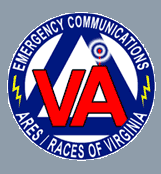 EMERGENCY COMMUNICATIONS
VA
ARES / RACES OF VIRGINIA